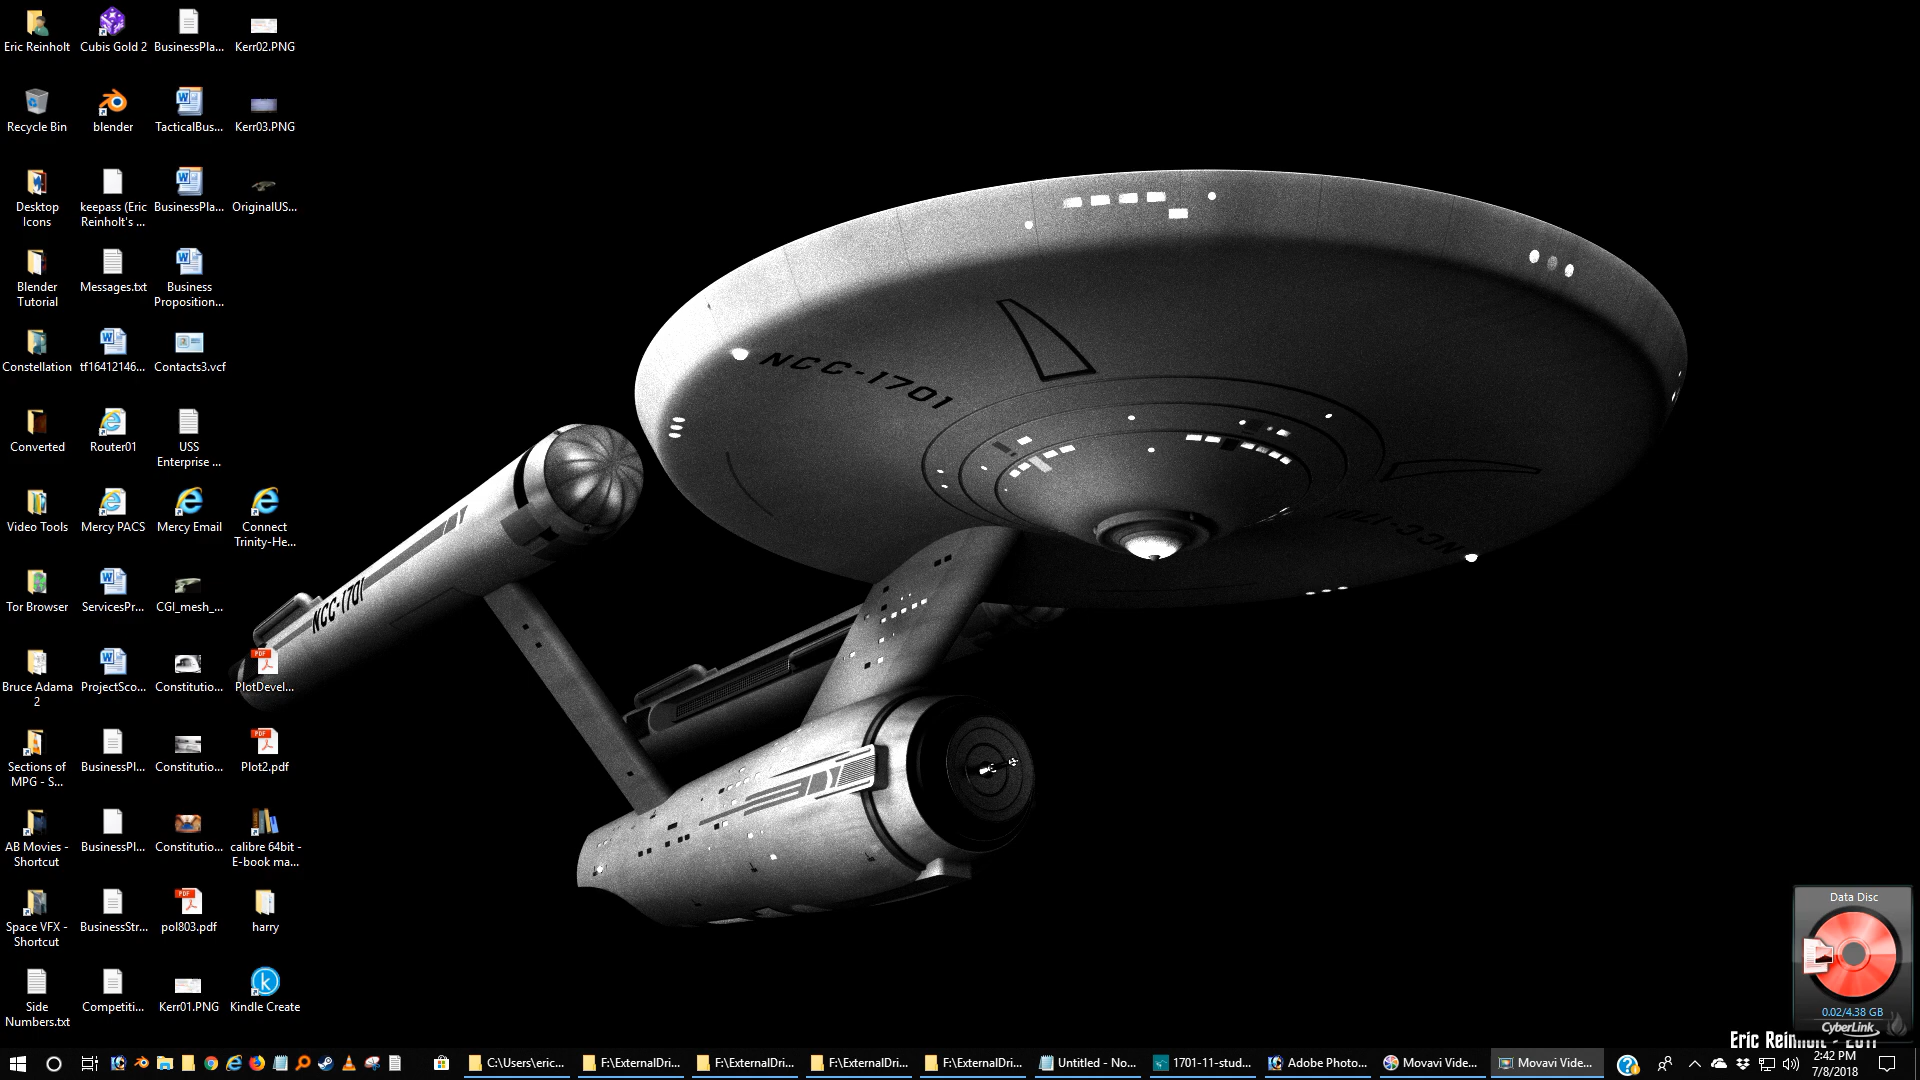 Eric Reinholt
Cubis Gold 2
BusinessPla...
Kerr02.PNG
Recycle Bin
blender
TacticalBus...
Kerr03.PNG
Desktop
Icons
keepass (Eric
Reinholt's ...
BusinessPla...
OriginalUS...
Blender
Tutorial
Messages.txt
Business
Proposition...
Constellation
tf16412146...
Contacts3.vcf
Converted
Router01
USS
Enterprise ...
Video Tools
Mercy PACS
Mercy Email
Connect
Trinity-He...
Tor Browser
ServicesPr...
CGI_mesh_...
Bruce Adama
2
ProjectSco...
Constitutio...
PlotDevel...
Sections of
MPG - S...
BusinessPl...
Constitutio...
Plot2.pdf
AB Movies -
Shortcut
BusinessPl...
Constitutio...
calibre 64bit -
E-book ma...
Space VFX -
Shortcut
BusinessStr...
pol803.pdf
harry
Side
Numbers.txt
Competiti...
Kerr01.PNG
Kindle Create
NCC-1701
NCC-1701
NCC-1701
Data Disc
0.02/4.38 GB
CyberLink
Eric Reinholt - 2017
C:\Users\eric...
F:\ExternalDri...
F:\ExternalDri...
F:\ExternalDri...
F:\ExternalDri...
Untitled - No...
1701-11-stud...
Adobe Photo...
Movavi Vide...
Movavi Vide...
2:42 PM
7/8/2018